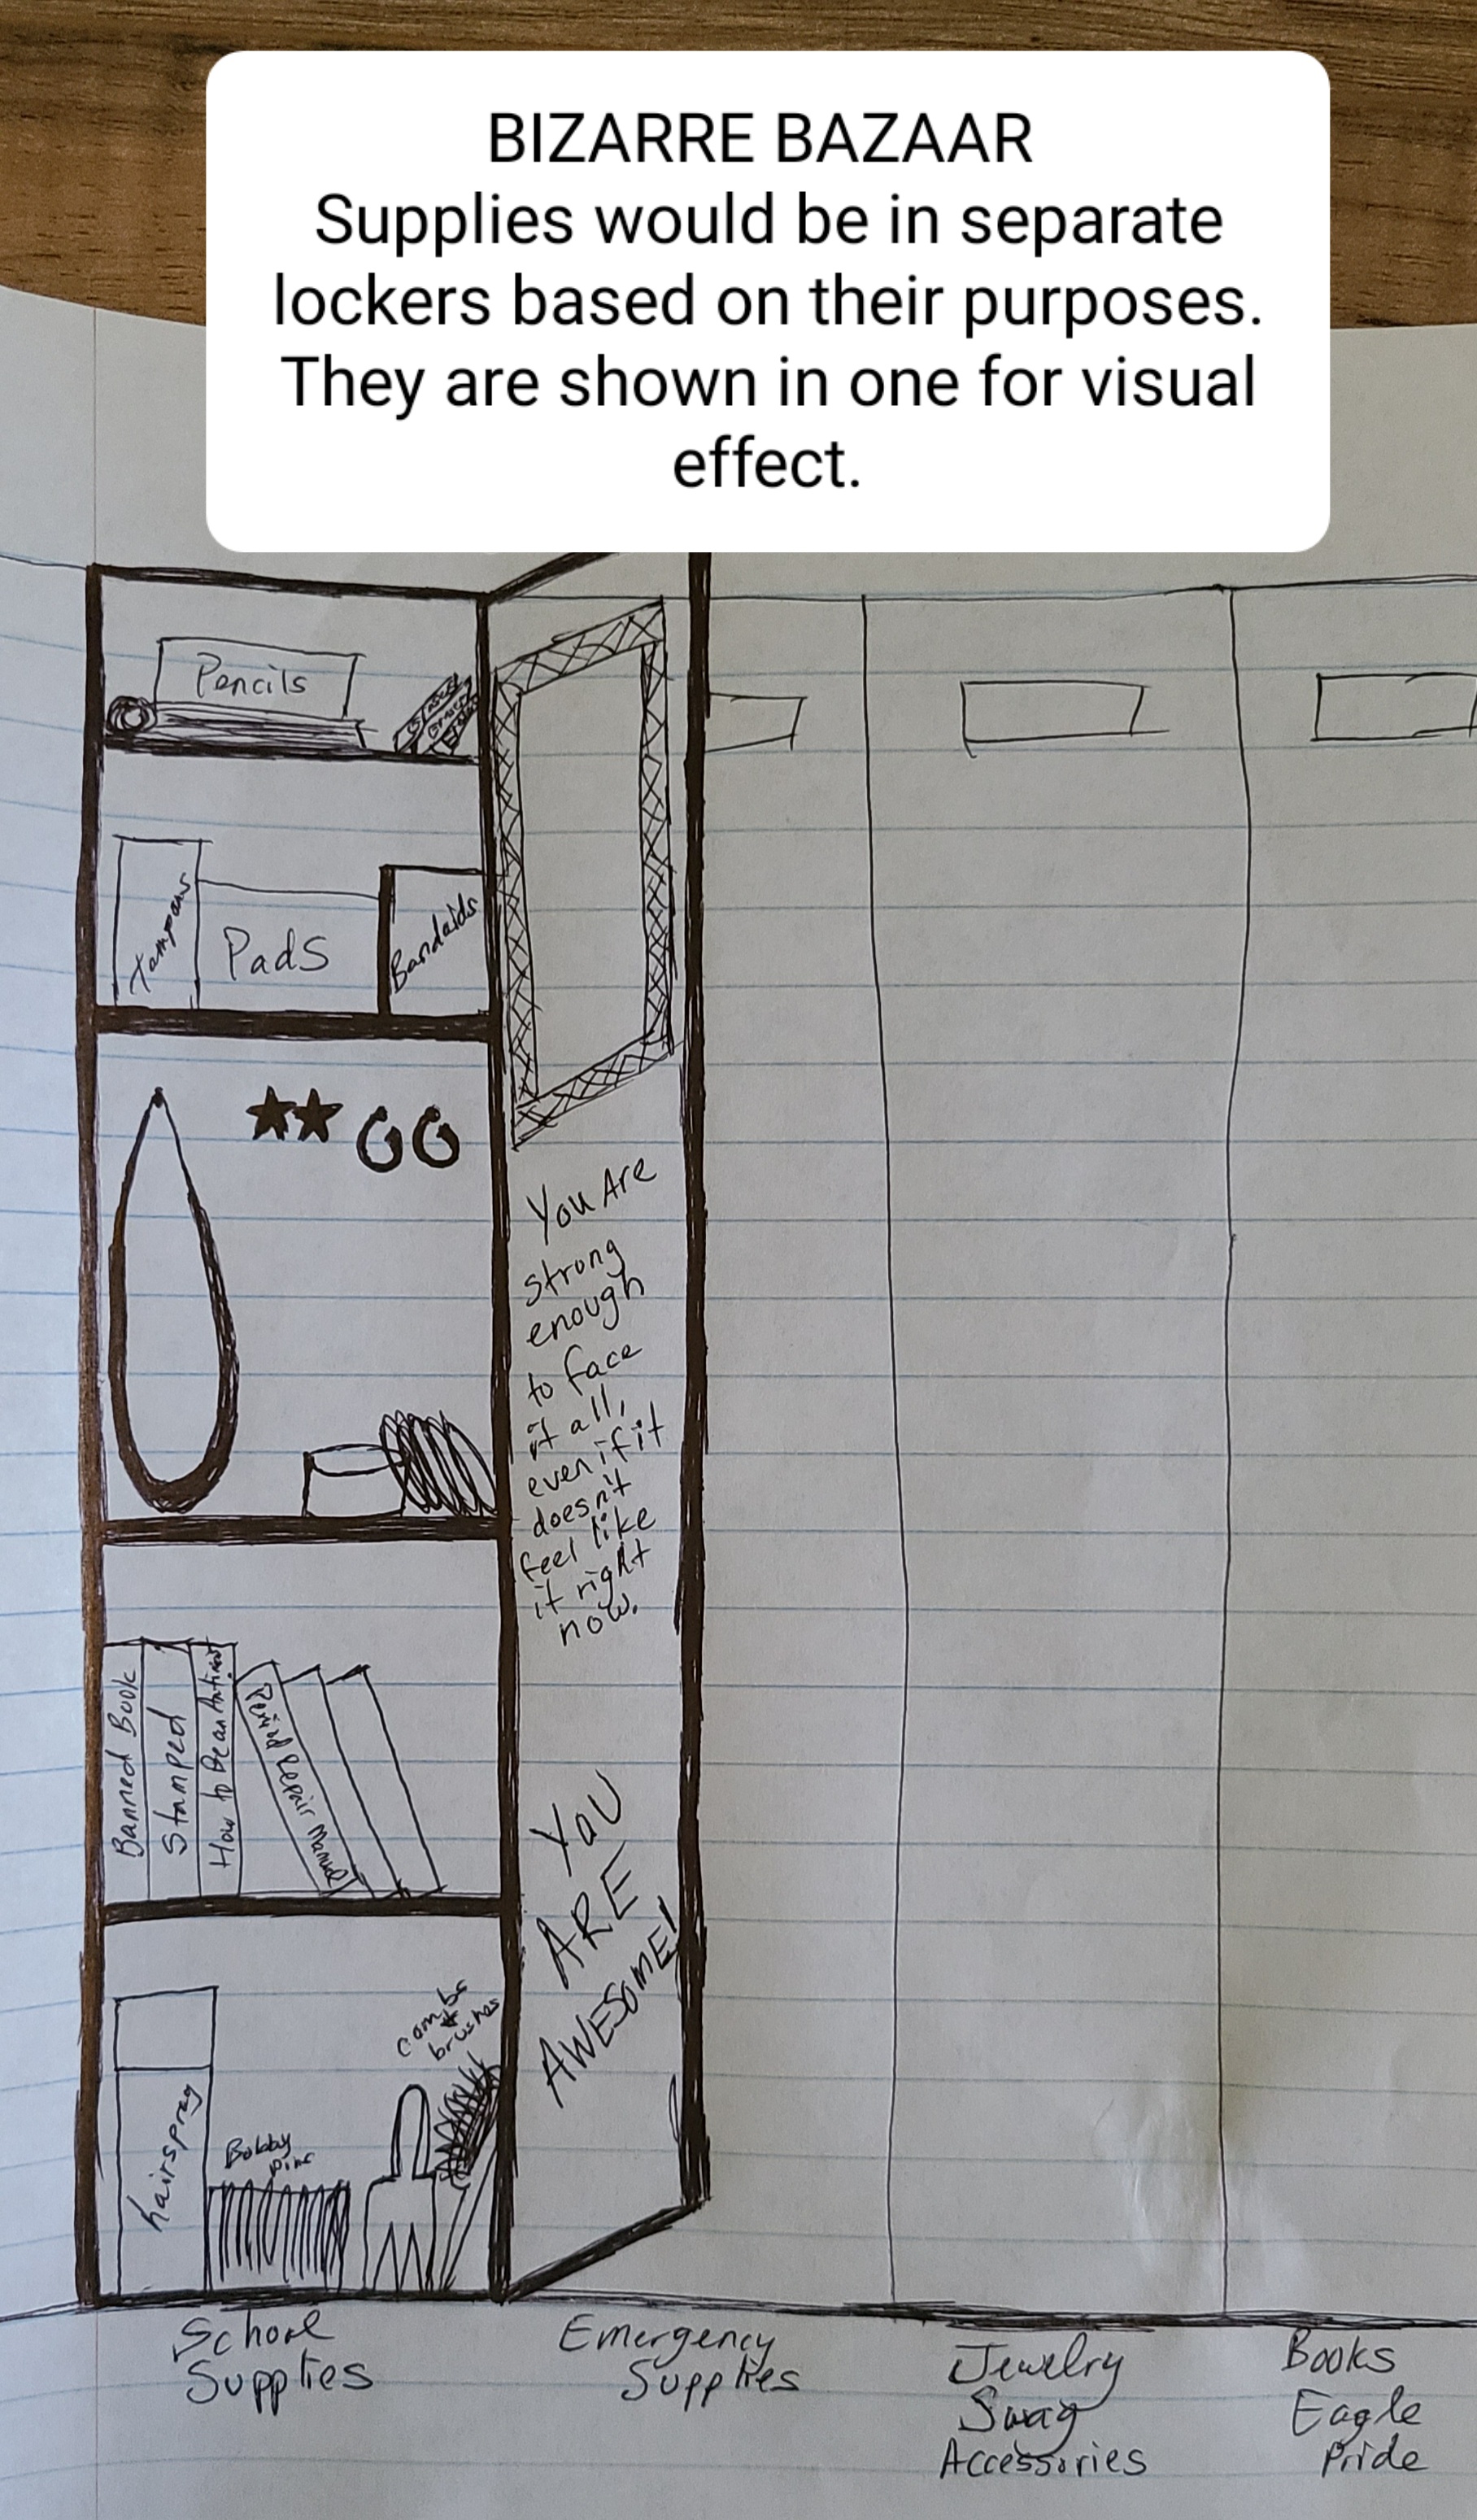 BIZARRE BAZAAR
Supplies would be in separate
lockers based on their purposes.
They are shown in one for visual
effect.
Pencils
Tampons
Pads
Bandaids
You Are
strong
enough
to face
it all,
even if it
doesn't
feel like
it right
now.
Banned Book
Stamped
How to Be an
Repair Manual
YOU
ARE
AWESOME!
combs
+
brushes
hairspray
Bobby
pins
School
Supplies
Emergency
Supplies
Jewelry
Swag
Accessories
Books
Eagle
Pride